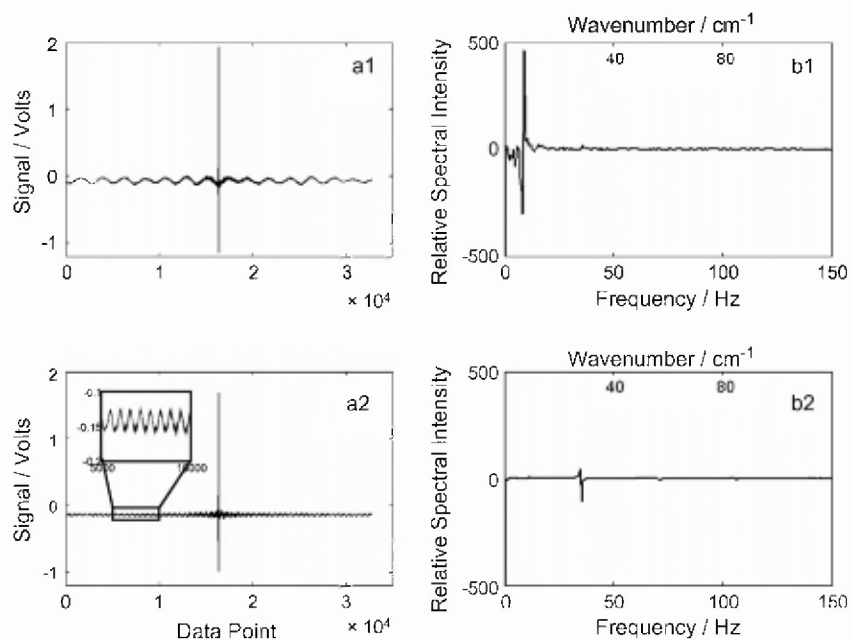 a1
Signal / Volts
2
1
0
-1
0 1 2 3
× 10⁴
Wavenumber / cm⁻¹
40 80
b1
Relative Spectral Intensity
500
0
-500
0 50 100 150
Frequency / Hz
a2
Signal / Volts
2
1
0
-1
-0.15
0 1 2 3
Data Point
× 10⁴
Wavenumber / cm⁻¹
40 80
b2
Relative Spectral Intensity
500
0
-500
0 50 100 150
Frequency / Hz